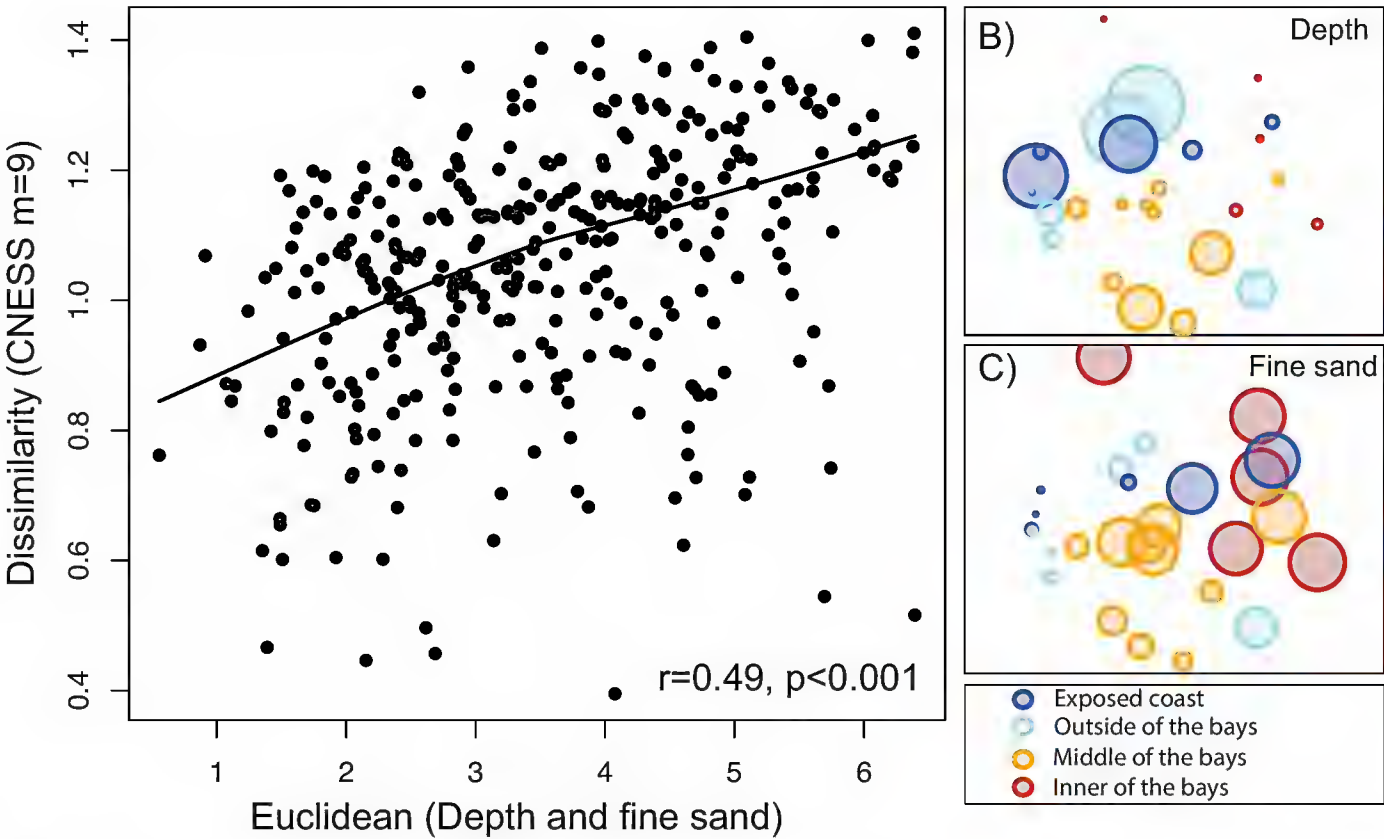 Dissimilarity (CNESS m=9)
1.4
1.2
1.0
0.8
0.6
0.4
r=0.49, p<0.001
1 2 3 4 5 6
Euclidean (Depth and fine sand)
B) Depth
C) Fine sand
Exposed coast
Outside of the bays
Middle of the bays
Inner of the bays